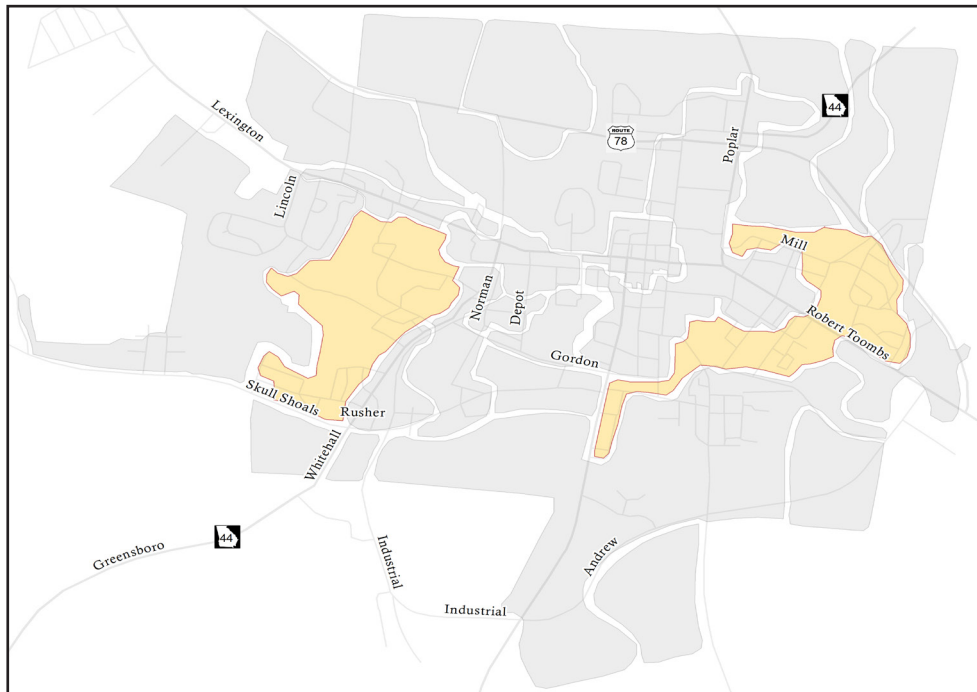 44
Lexington
ROUTE
78
Poplar
Lincoln
Mill
Norman
Depot
Robert Toombs
Gordon
Skull Shoals
Rusher
Whitehall
44
Greensboro
Industrial
Andrew
Industrial